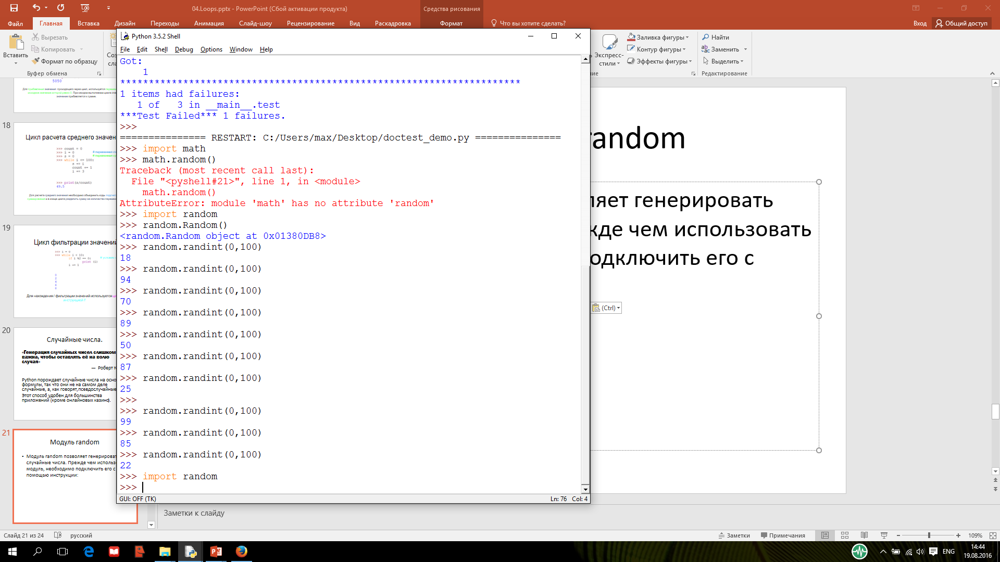 04.Loops.pptx - PowerPoint (Сбой активации продукта)
Средства рисования
Файл
Главная
Вставка
Дизайн
Переходы
Анимация
Слайд-шоу
Рецензирование
Вид
Раскадровка
Формат
Что вы хотите сделать?
Вход
Общий доступ
Вставить
Вырезать
Копировать
Формат по образцу
Буфер обмена
Экспресс-
стили
Заливка фигуры
Контур фигуры
Эффекты фигуры
Найти
Заменить
Выделить
Редактирование
Python 3.5.2 Shell
File Edit Shell Debug Options Window Help
Got:
1
**********************************************************************
1 items had failures:
1 of 3 in __main__.test
***Test Failed*** 1 failures.
>>>
=============== RESTART: C:/Users/max/Desktop/doctest_demo.py ===============
>>> import math
>>> math.random()
Traceback (most recent call last):
File "<pyshell#21>", line 1, in <module>
math.random()
AttributeError: module 'math' has no attribute 'random'
>>> import random
>>> random.Random()
<random.Random object at 0x01380DB8>
>>> random.randint(0,100)
18
>>> random.randint(0,100)
94
>>> random.randint(0,100)
70
>>> random.randint(0,100)
89
>>> random.randint(0,100)
50
>>> random.randint(0,100)
87
>>> random.randint(0,100)
25
>>>
>>> random.randint(0,100)
99
>>> random.randint(0,100)
85
>>> random.randint(0,100)
22
>>> import random
>>>
GUI: OFF (TK)
Ln: 76 Col: 4
5050
18
Цикл расчета среднего значен
>>> count = 0
>>> i = 0
>>> s = 0
>>> while i <= 100:
s += i
count += 1
i += 3
>>> print(s/count)
49.5
19
Цикл фильтрации значений
>>> i = 0
>>> while i < 10:
if i %2 == 0:
print (i)
i += 1
0
2
4
6
8
Для нахождения / фильтрации значений используется
20
Случайные числа.
«Генерация случайных чисел слишком
важна, чтобы оставлять её на волю
случая»
— Роберт К
Python порождает случайные числа на осно
формулы, так что они не на самом деле
случайные, а, как говорят, псевдослучайные
Этот способ удобен для большинства
приложений (кроме онлайновых казино).
21
Модуль random
• Модуль random позволяет генерироват
случайные числа. Прежде чем использ
модуль, необходимо подключить его с
помощью инструкции:
random
ляет генерировать
жде чем использовать
одключить его с
(Ctrl)
Заметки к слайду
Слайд 21 из 24
русский
Заметки
Примечания
109%
ENG
14:44
19.08.2016